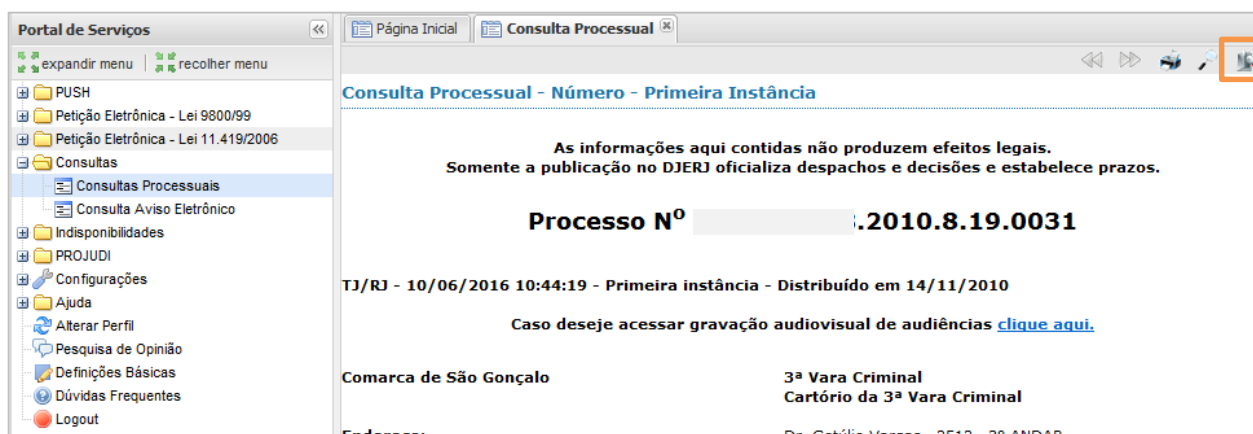 Portal de Serviços
expandir menu | recolher menu
PUSH
Petição Eletrônica - Lei 9800/99
Petição Eletrônica - Lei 11.419/2006
Consultas
Consultas Processuais
Consulta Aviso Eletrônico
Indisponibilidades
PROJUDI
Configurações
Ajuda
Alterar Perfil
Pesquisa de Opinião
Definições Básicas
Dúvidas Frequentes
Logout
Página Inicial
Consulta Processual
Consulta Processual - Número - Primeira Instância
As informações aqui contidas não produzem efeitos legais.
Somente a publicação no DJERJ oficializa despachos e decisões e estabelece prazos.
Processo Nº .2010.8.19.0031
TJ/RJ - 10/06/2016 10:44:19 - Primeira instância - Distribuído em 14/11/2010
Caso deseje acessar gravação audiovisual de audiências clique aqui.
Comarca de São Gonçalo
3ª Vara Criminal
Cartório da 3ª Vara Criminal